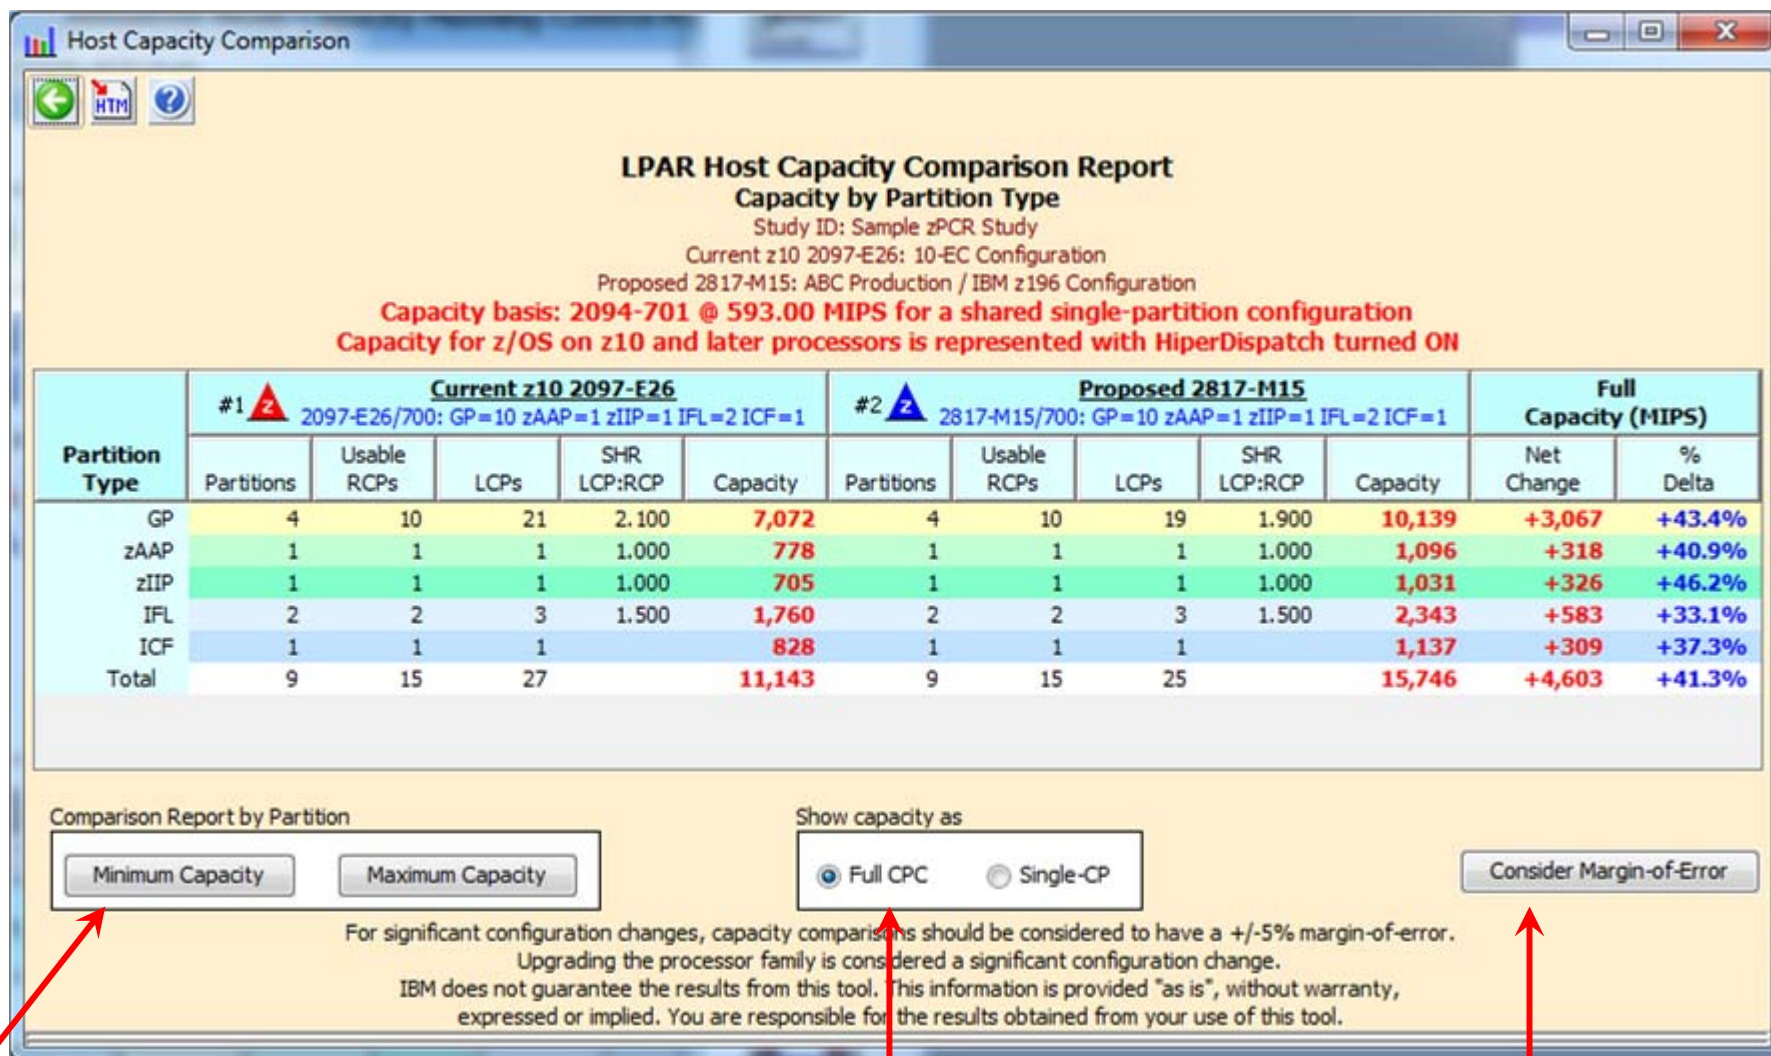 Host Capacity Comparison
HTM
?
LPAR Host Capacity Comparison Report
Capacity by Partition Type
Study ID: Sample zPCR Study
Current z10 2097-E26: 10-EC Configuration
Proposed 2817-M15: ABC Production / IBM z196 Configuration
Capacity basis: 2094-701 @ 593.00 MIPS for a shared single-partition configuration
Capacity for z/OS on z10 and later processors is represented with HiperDispatch turned ON
#1 z Current z10 2097-E26 #2 z Proposed 2817-M15 Full
2097-E26/700: GP=10 zAAP=1 zIIP=1 IFL=2 ICF=1 2817-M15/700: GP=10 zAAP=1 zIIP=1 IFL=2 ICF=1 Capacity (MIPS)
Partition Usable SHR Usable SHR Net %
Type Partitions RCPs LCPs LCP:RCP Capacity Partitions RCPs LCPs LCP:RCP Capacity Change Delta
GP 4 10 21 2.100 7,072 4 10 19 1.900 10,139 +3,067 +43.4%
zAAP 1 1 1 1.000 778 1 1 1 1.000 1,096 +318 +40.9%
zIIP 1 1 1 1.000 705 1 1 1 1.000 1,031 +326 +46.2%
IFL 2 2 3 1.500 1,760 2 2 3 1.500 2,343 +583 +33.1%
ICF 1 1 1 828 1 1 1 1,137 +309 +37.3%
Total 9 15 27 11,143 9 15 25 15,746 +4,603 +41.3%
Comparison Report by Partition Show capacity as
Minimum Capacity Maximum Capacity Full CPC Single-CP Consider Margin-of-Error
For significant configuration changes, capacity comparisons should be considered to have a +/-5% margin-of-error.
Upgrading the processor family is considered a significant configuration change.
IBM does not guarantee the results from this tool. This information is provided "as is", without warranty,
expressed or implied. You are responsible for the results obtained from your use of this tool.